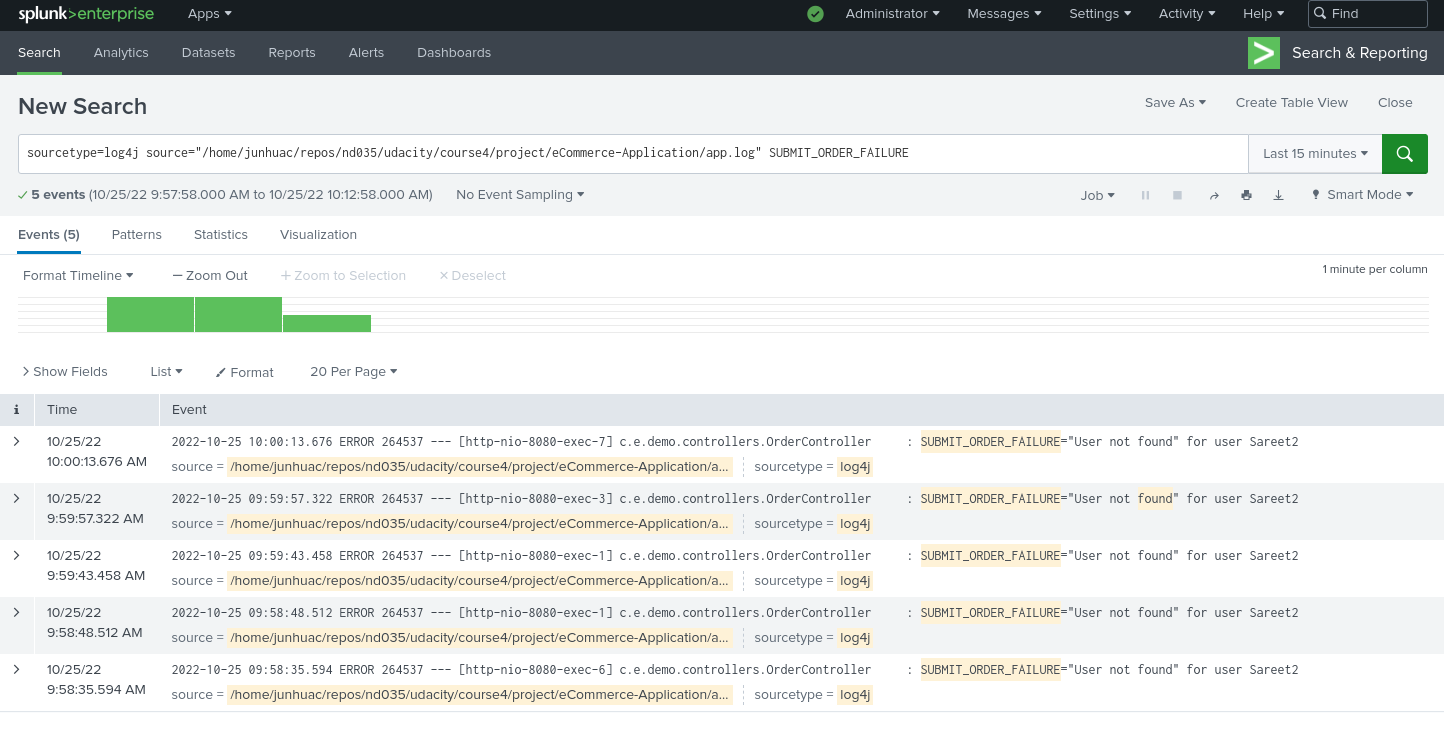 splunk>enterprise Apps Administrator Messages Settings Activity Help Find
Search Analytics Datasets Reports Alerts Dashboards Search & Reporting
New Search Save As Create Table View Close
sourcetype=log4j source="/home/junhuac/repos/nd035/udacity/course4/project/eCommerce-Application/app.log" SUBMIT_ORDER_FAILURE Last 15 minutes
5 events (10/25/22 9:57:58.000 AM to 10/25/22 10:12:58.000 AM) No Event Sampling Job Smart Mode
Events (5) Patterns Statistics Visualization
Format Timeline — Zoom Out + Zoom to Selection × Deselect 1 minute per column
Show Fields List Format 20 Per Page
i Time Event
10/25/22 2022-10-25 10:00:13.676 ERROR 264537 --- [http-nio-8080-exec-7] c.e.demo.controllers.OrderController : SUBMIT_ORDER_FAILURE="User not found" for user Sareet2
10:00:13.676 AM source = /home/junhuac/repos/nd035/udacity/course4/project/eCommerce-Application/a... sourcetype = log4j
10/25/22 2022-10-25 09:59:57.322 ERROR 264537 --- [http-nio-8080-exec-3] c.e.demo.controllers.OrderController : SUBMIT_ORDER_FAILURE="User not found" for user Sareet2
9:59:57.322 AM source = /home/junhuac/repos/nd035/udacity/course4/project/eCommerce-Application/a... sourcetype = log4j
10/25/22 2022-10-25 09:59:43.458 ERROR 264537 --- [http-nio-8080-exec-1] c.e.demo.controllers.OrderController : SUBMIT_ORDER_FAILURE="User not found" for user Sareet2
9:59:43.458 AM source = /home/junhuac/repos/nd035/udacity/course4/project/eCommerce-Application/a... sourcetype = log4j
10/25/22 2022-10-25 09:58:48.512 ERROR 264537 --- [http-nio-8080-exec-1] c.e.demo.controllers.OrderController : SUBMIT_ORDER_FAILURE="User not found" for user Sareet2
9:58:48.512 AM source = /home/junhuac/repos/nd035/udacity/course4/project/eCommerce-Application/a... sourcetype = log4j
10/25/22 2022-10-25 09:58:35.594 ERROR 264537 --- [http-nio-8080-exec-6] c.e.demo.controllers.OrderController : SUBMIT_ORDER_FAILURE="User not found" for user Sareet2
9:58:35.594 AM source = /home/junhuac/repos/nd035/udacity/course4/project/eCommerce-Application/a... sourcetype = log4j